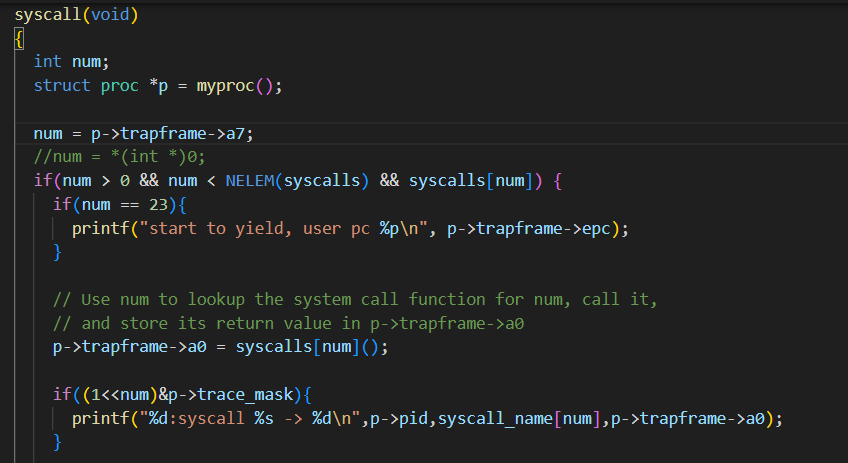 syscall(void)
{
  int num;
  struct proc *p = myproc();

  num = p->trapframe->a7;
  //num = *(int *)0;
  if(num > 0 && num < NELEM(syscalls) && syscalls[num]) {
    if(num == 23){
      printf("start to yield, user pc %p\n", p->trapframe->epc);
    }

    // Use num to lookup the system call function for num, call it,
    // and store its return value in p->trapframe->a0
    p->trapframe->a0 = syscalls[num]();

    if((1<<num)&p->trace_mask){
      printf("%d:syscall %s -> %d\n",p->pid,syscall_name[num],p->trapframe->a0);
    }